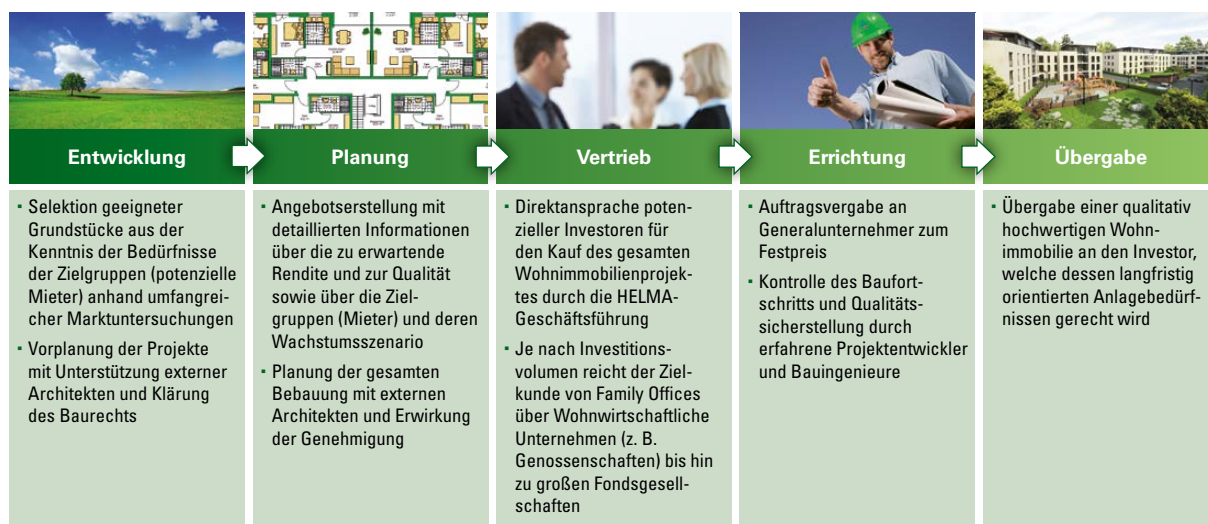 Entwicklung
Planung
Vertrieb
Errichtung
Übergabe
▪ Selektion geeigneter
Grundstücke aus der
Kenntnis der Bedürfnisse
der Zielgruppen (potenzielle
Mieter) anhand umfangrei-
cher Marktuntersuchungen
▪ Vorplanung der Projekte
mit Unterstützung externer
Architekten und Klärung
des Baurechts
▪ Angebotserstellung mit
detaillierten Informationen
über die zu erwartende
Rendite und zur Qualität
sowie über die Ziel-
gruppen (Mieter) und deren
Wachstumsszenario
▪ Planung der gesamten
Bebauung mit externen
Architekten und Erwirkung
der Genehmigung
▪ Direktansprache poten-
zieller Investoren für
den Kauf des gesamten
Wohnimmobilienprojek-
tes durch die HELMA-
Geschäftsführung
▪ Je nach Investitions-
volumen reicht der Ziel-
kunde von Family Offices
über Wohnwirtschaftliche
Unternehmen (z. B.
Genossenschaften) bis hin
zu großen Fondsgesell-
schaften
▪ Auftragsvergabe an
Generalunternehmer zum
Festpreis
▪ Kontrolle des Baufort-
schritts und Qualitäts-
sicherstellung durch
erfahrene Projektentwickler
und Bauingenieure
▪ Übergabe einer qualitativ
hochwertigen Wohn-
immobilie an den Investor,
welche dessen langfristig
orientierten Anlagebedürf-
nissen gerecht wird